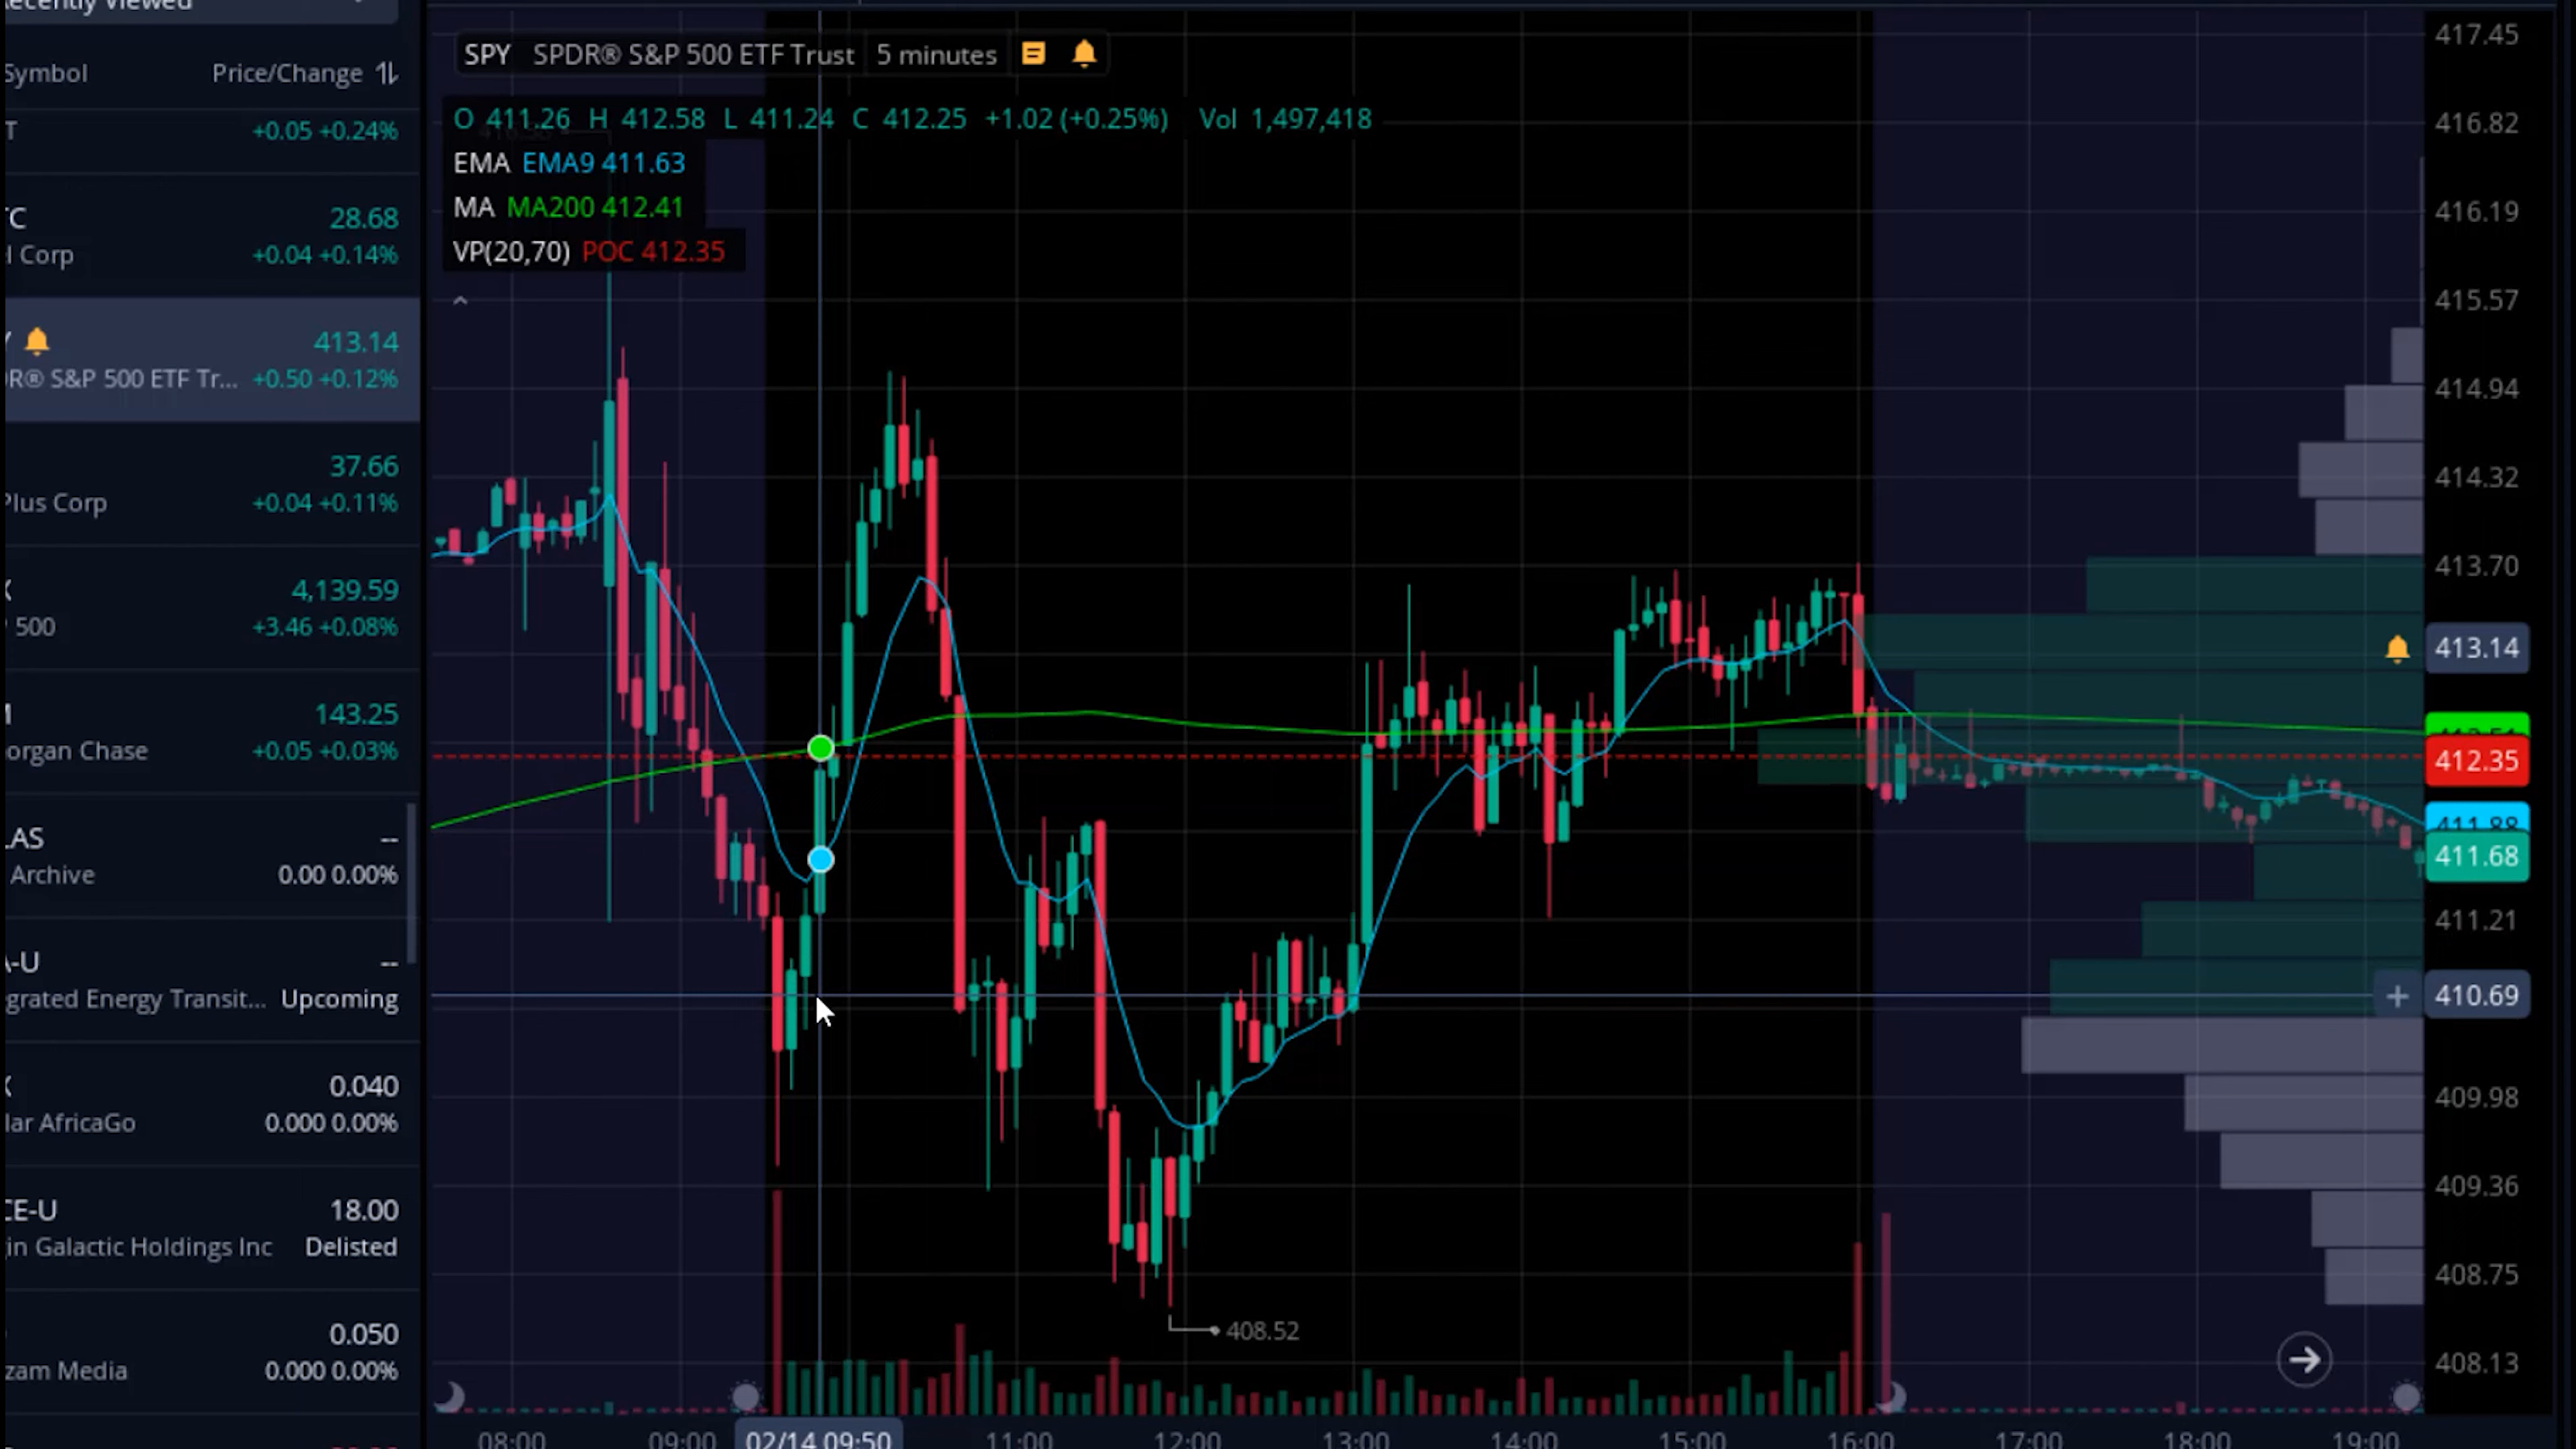 Recently Viewed
Symbol Price/Change
T +0.05 +0.24%
TC 28.68
l Corp +0.04 +0.14%
Y 413.14
DR® S&P 500 ETF Tr... +0.50 +0.12%
37.66
Plus Corp +0.04 +0.11%
X 4,139.59
P 500 +3.46 +0.08%
M 143.25
organ Chase +0.05 +0.03%
LAS --
Archive 0.00 0.00%
A-U --
grated Energy Transit... Upcoming
X 0.040
lar AfricaGo 0.000 0.00%
CE-U 18.00
gin Galactic Holdings Inc Delisted
0.050
zam Media 0.000 0.00%
SPY SPDR® S&P 500 ETF Trust 5 minutes
O 411.26 H 412.58 L 411.24 C 412.25 +1.02 (+0.25%) Vol 1,497,418
EMA EMA9 411.63
MA MA200 412.41
VP(20,70) POC 412.35
408.52
417.45
416.82
416.19
415.57
414.94
414.32
413.70
413.14
412.35
411.88
411.68
411.21
410.69
409.98
409.36
408.75
408.13
08:00 09:00 02/14 09:50 11:00 12:00 13:00 14:00 15:00 16:00 17:00 18:00 19:00